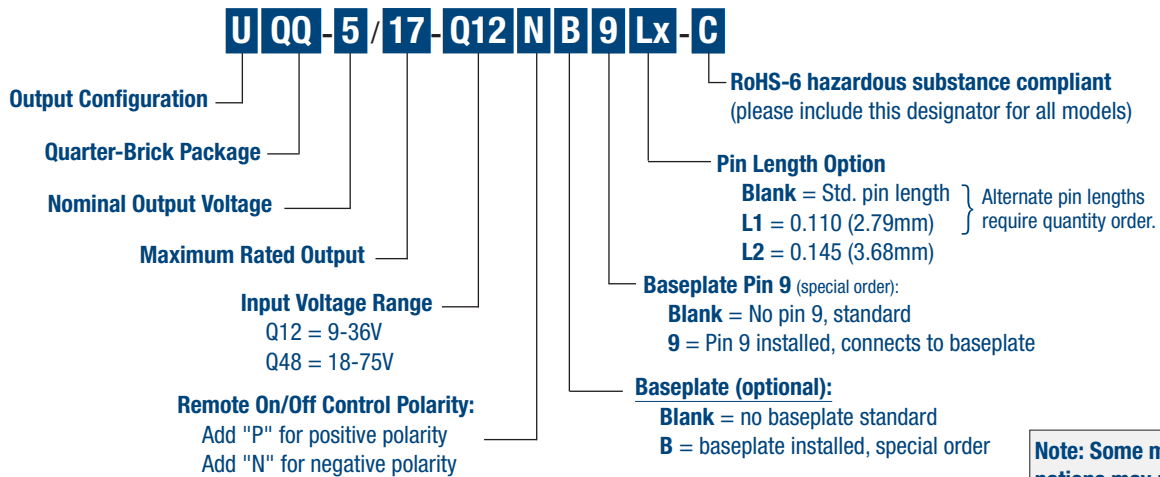 U QQ - 5 / 17 - Q12 N B 9 Lx - C
Output Configuration
Quarter-Brick Package
Nominal Output Voltage
Maximum Rated Output
Input Voltage Range
Q12 = 9-36V
Q48 = 18-75V
Remote On/Off Control Polarity:
Add "P" for positive polarity
Add "N" for negative polarity
RoHS-6 hazardous substance compliant
(please include this designator for all models)
Pin Length Option
Blank = Std. pin length
L1 = 0.110 (2.79mm)
L2 = 0.145 (3.68mm)
Alternate pin lengths
require quantity order.
Baseplate Pin 9 (special order):
Blank = No pin 9, standard
9 = Pin 9 installed, connects to baseplate
Baseplate (optional):
Blank = no baseplate standard
B = baseplate installed, special order
Note: Some